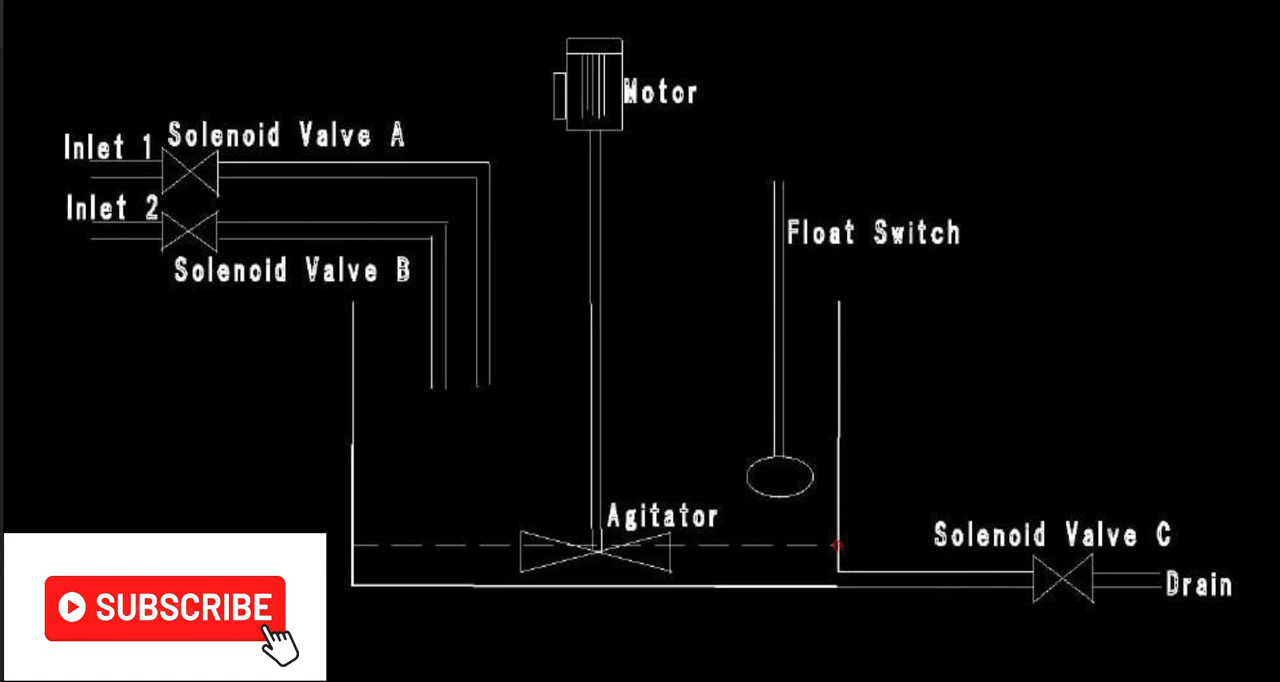 Motor
Solenoid Valve A
Inlet 1
Inlet 2
Solenoid Valve B
Float Switch
Agitator
Solenoid Valve C
Drain
SUBSCRIBE